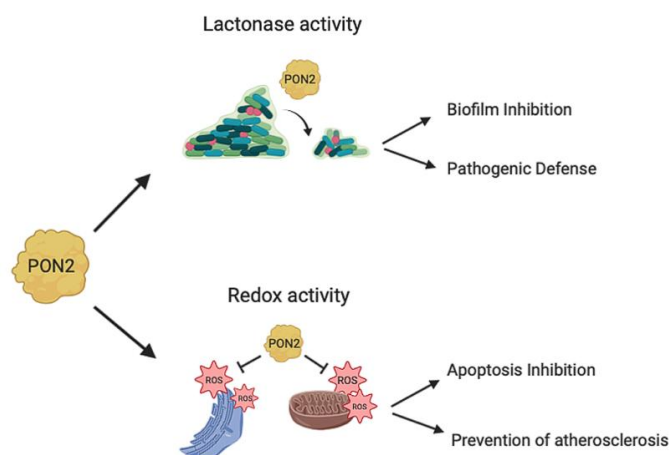 Lactonase activity
PON2
Biofilm Inhibition
Pathogenic Defense
PON2
Redox activity
PON2
ROS
ROS
ROS
ROS
Apoptosis Inhibition
Prevention of atherosclerosis